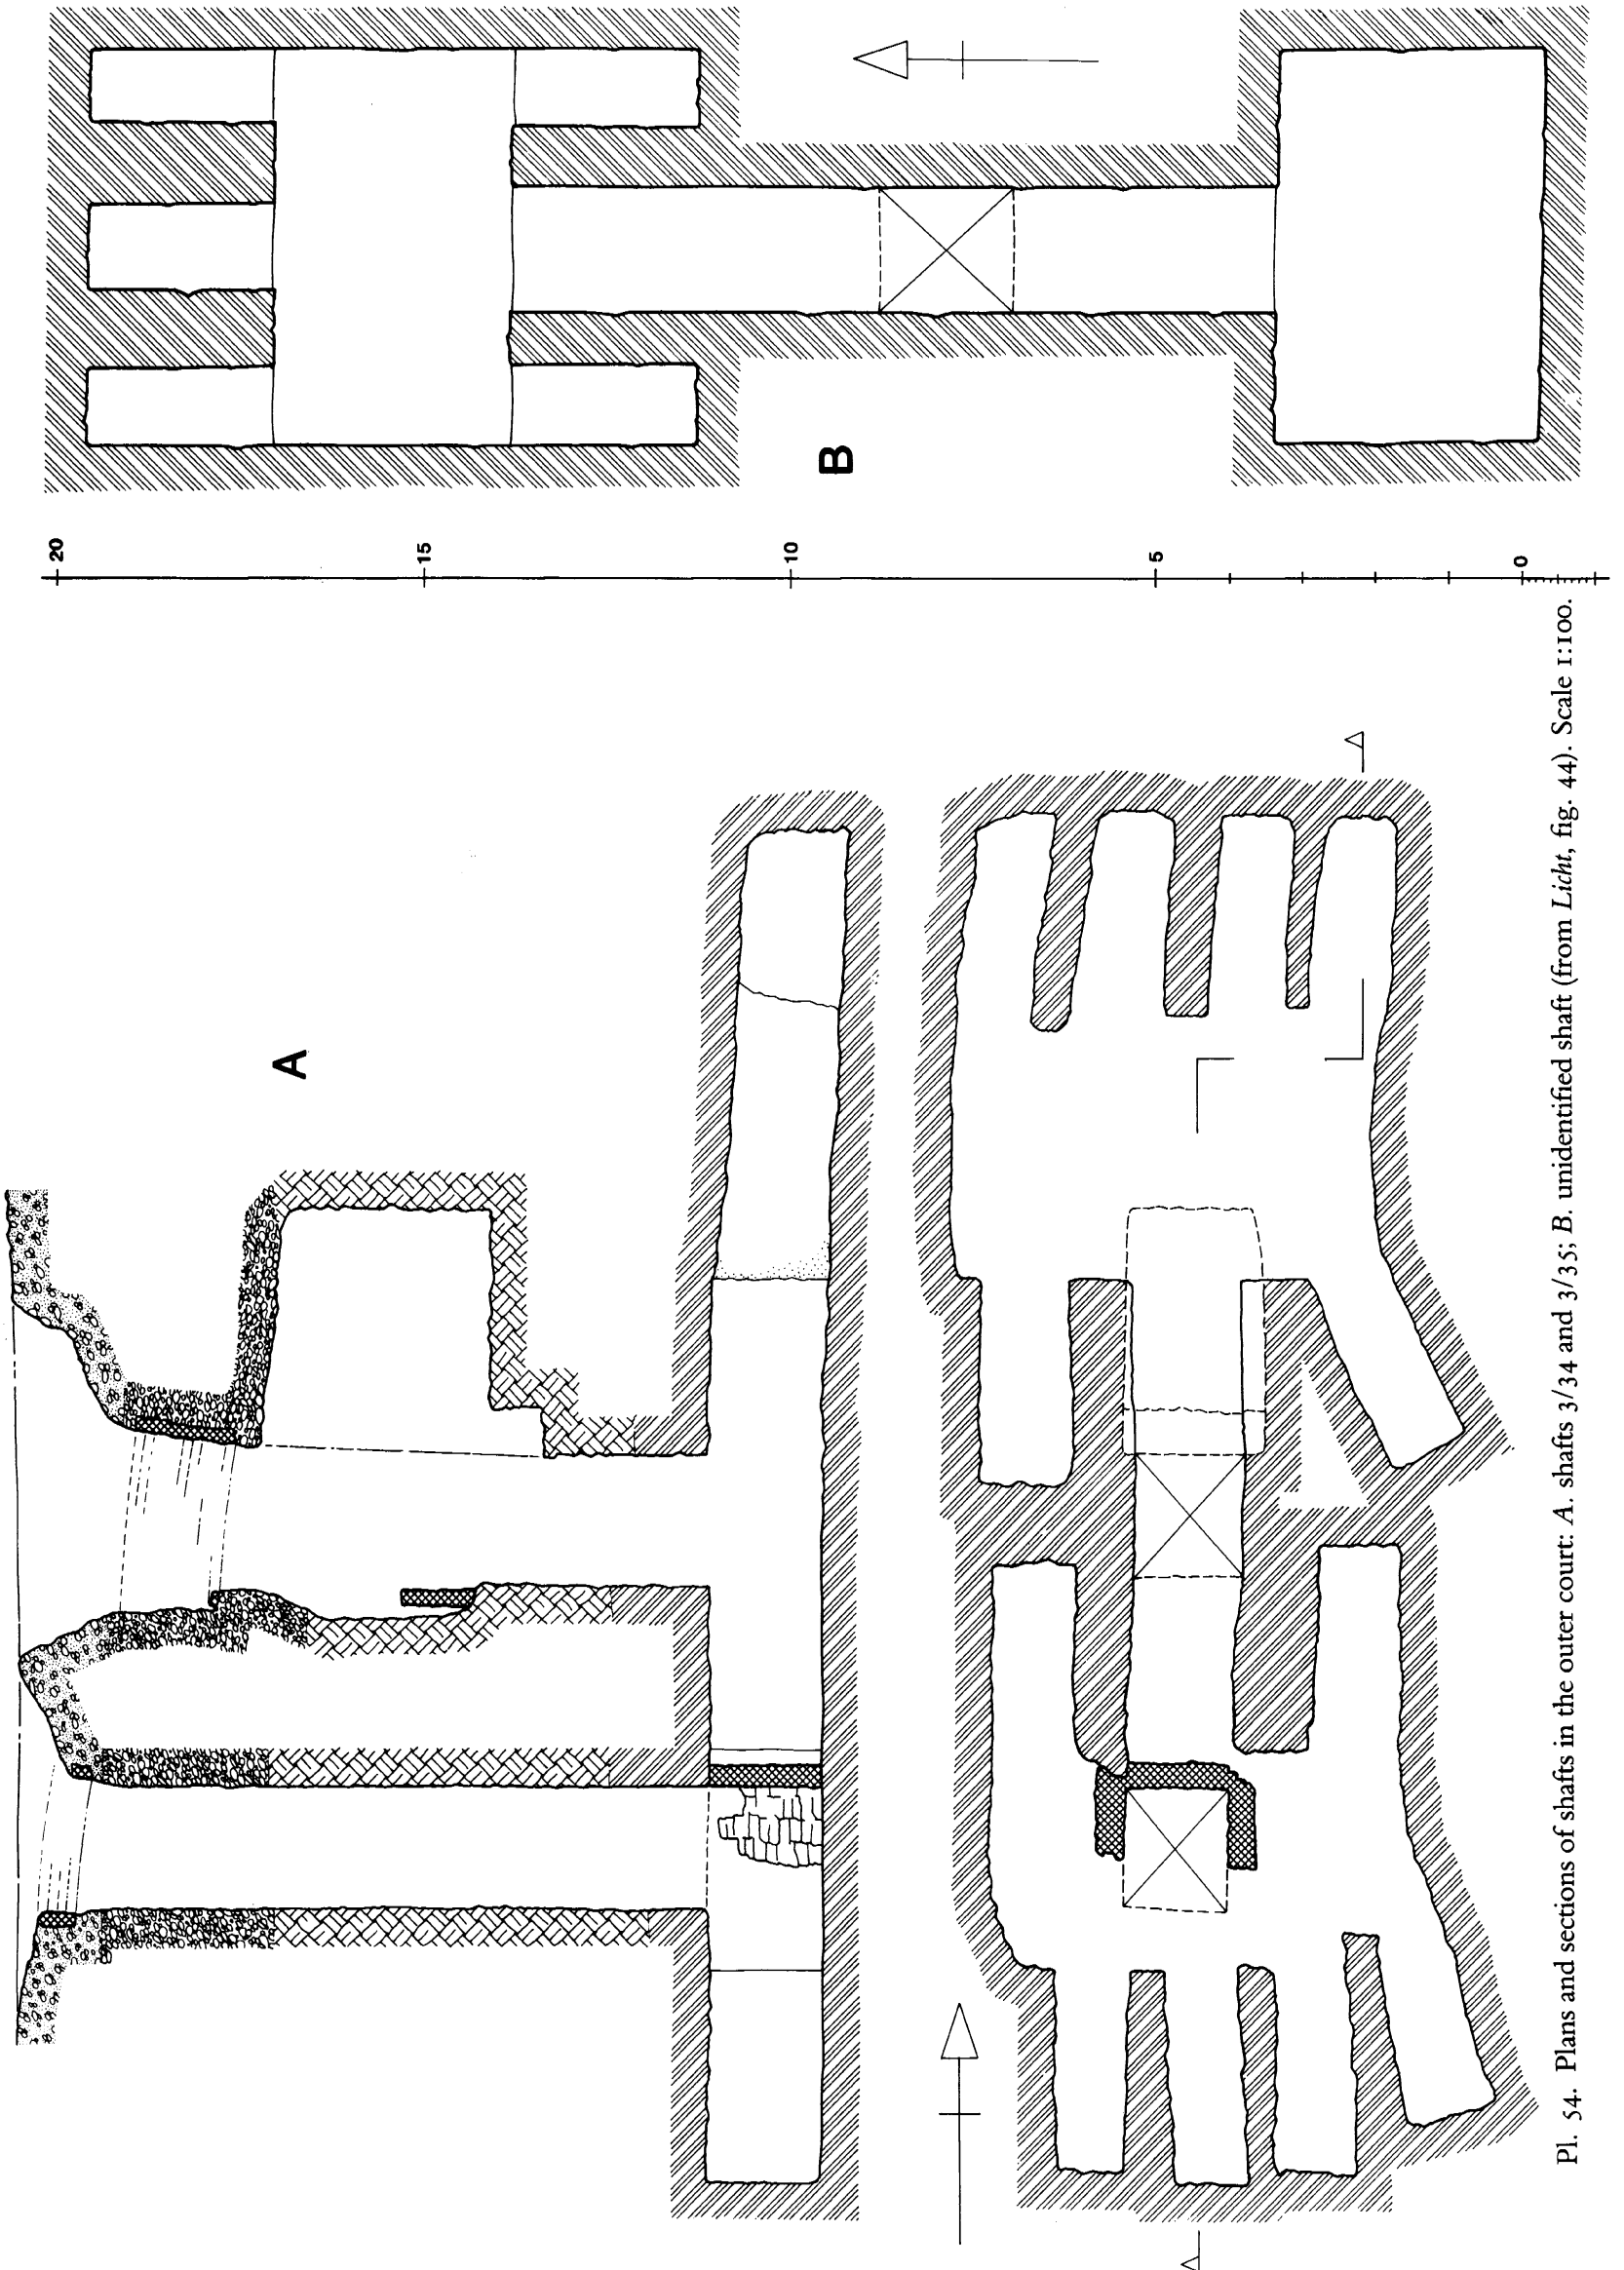 A
B
20
15
10
5
0
Pl. 54. Plans and sections of shafts in the outer court: A. shafts 3/34 and 3/35; B. unidentified shaft (from Licht, fig. 44). Scale 1:100.